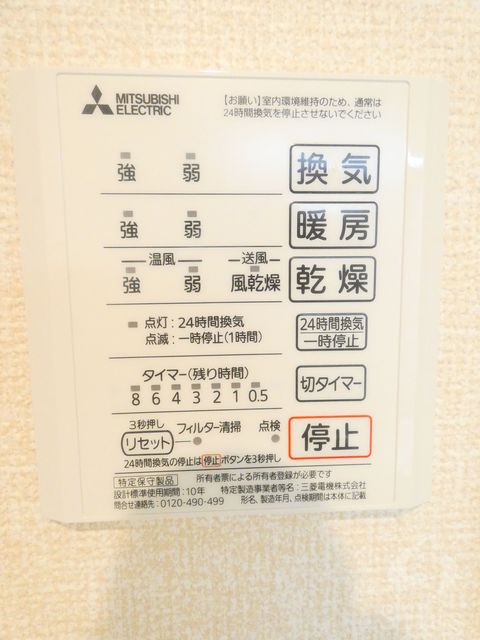 MITSUBISHI
ELECTRIC
【お願い】室内環境維持のため、通常は
24時間換気を停止させないでください
強 弱 換気
強 弱 暖房
温風 送風
強 弱 風乾燥 乾燥
点灯:24時間換気
点滅:一時停止(1時間)
24時間換気
一時停止
タイマー(残り時間)
8 6 4 3 2 1 0.5
切タイマー
3秒押し
リセット フィルター清掃 点検
停止
24時間換気の停止は停止ボタンを3秒押し
特定保守製品 所有者票による所有者登録が必要です
設計標準使用期間:10年 特定製造事業者等名:三菱電機株式会社
問合せ連絡先:0120-490-499 形名、製造年月、点検期間は本体に記載